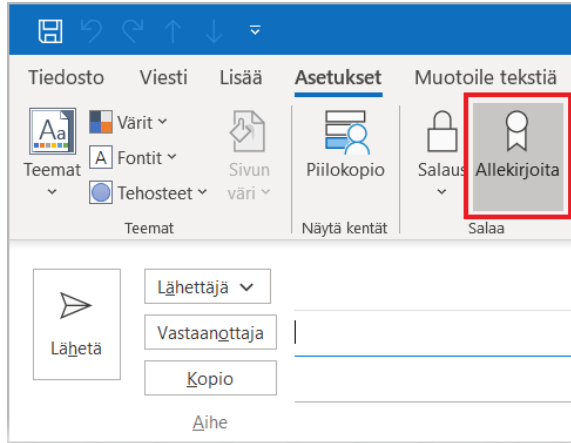 Tiedosto Viesti Lisää Asetukset Muotoile tekstiä
Aa
Teemat
Värit
A Fontit
Tehosteet
Sivun
väri
Teemat
Piilokopio
Näytä kentät
Salaus
Allekirjoita
Salaa
Lähetä
Lähettäjä
Vastaanottaja
Kopio
Aihe